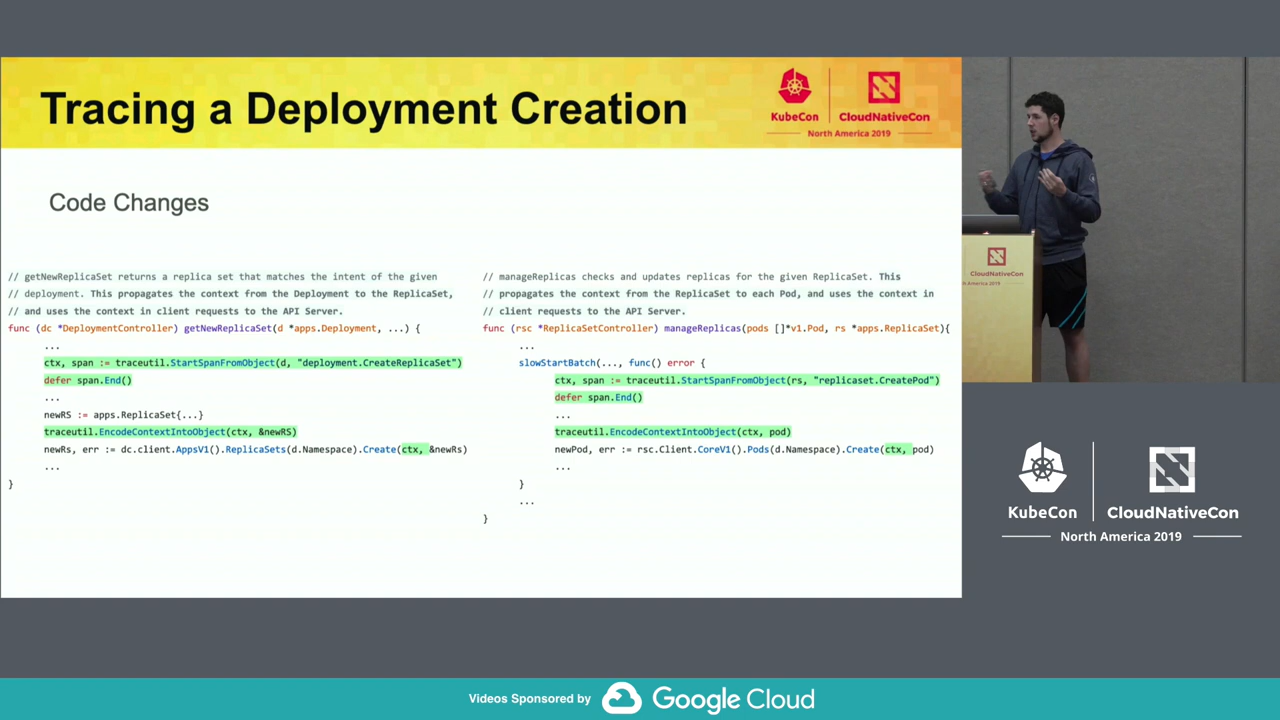 Tracing a Deployment Creation
KubeCon
CloudNativeCon
North America 2019
Code Changes
// getNewReplicaSet returns a replica set that matches the intent of the given
// deployment. This propagates the context from the Deployment to the ReplicaSet,
// and uses the context in client requests to the API Server.
func (dc *DeploymentController) getNewReplicaSet(d *apps.Deployment, ...) {
...
ctx, span := traceutil.StartSpanFromObject(d, "deployment.CreateReplicaSet")
defer span.End()
...
newRS := apps.ReplicaSet{...}
traceutil.EncodeContextIntoObject(ctx, &newRS)
newRs, err := dc.client.AppsV1().ReplicaSets(d.Namespace).Create(ctx, &newRs)
...
}
// manageReplicas checks and updates replicas for the given ReplicaSet. This
// propagates the context from the ReplicaSet to each Pod, and uses the context in
// client requests to the API Server.
func (rsc *ReplicaSetController) manageReplicas(pods []*v1.Pod, rs *apps.ReplicaSet){
...
slowStartBatch(..., func() error {
ctx, span := traceutil.StartSpanFromObject(rs, "replicaset.CreatePod")
defer span.End()
...
traceutil.EncodeContextIntoObject(ctx, pod)
newPod, err := rsc.Client.CoreV1().Pods(d.Namespace).Create(ctx, pod)
...
}
...
}
CloudNativeCon
KubeCon
CloudNativeCon
North America 2019
Videos Sponsored by
Google Cloud